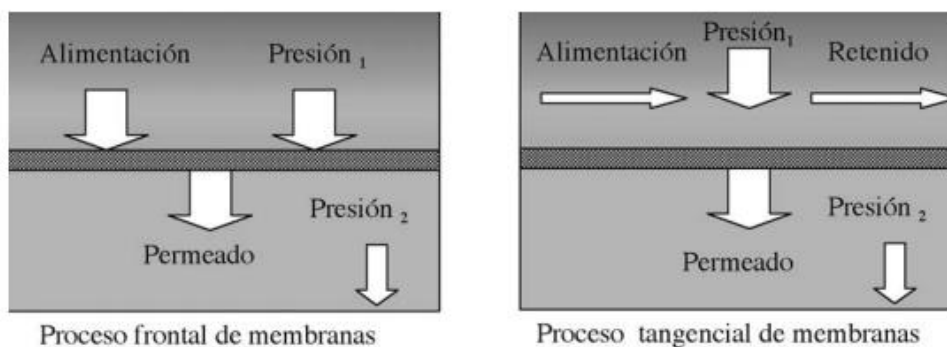 Alimentación
Presión 1
Presión 2
Permeado
Proceso frontal de membranas
Presión1
Alimentación
Retenido
Presión 2
Permeado
Proceso tangencial de membranas